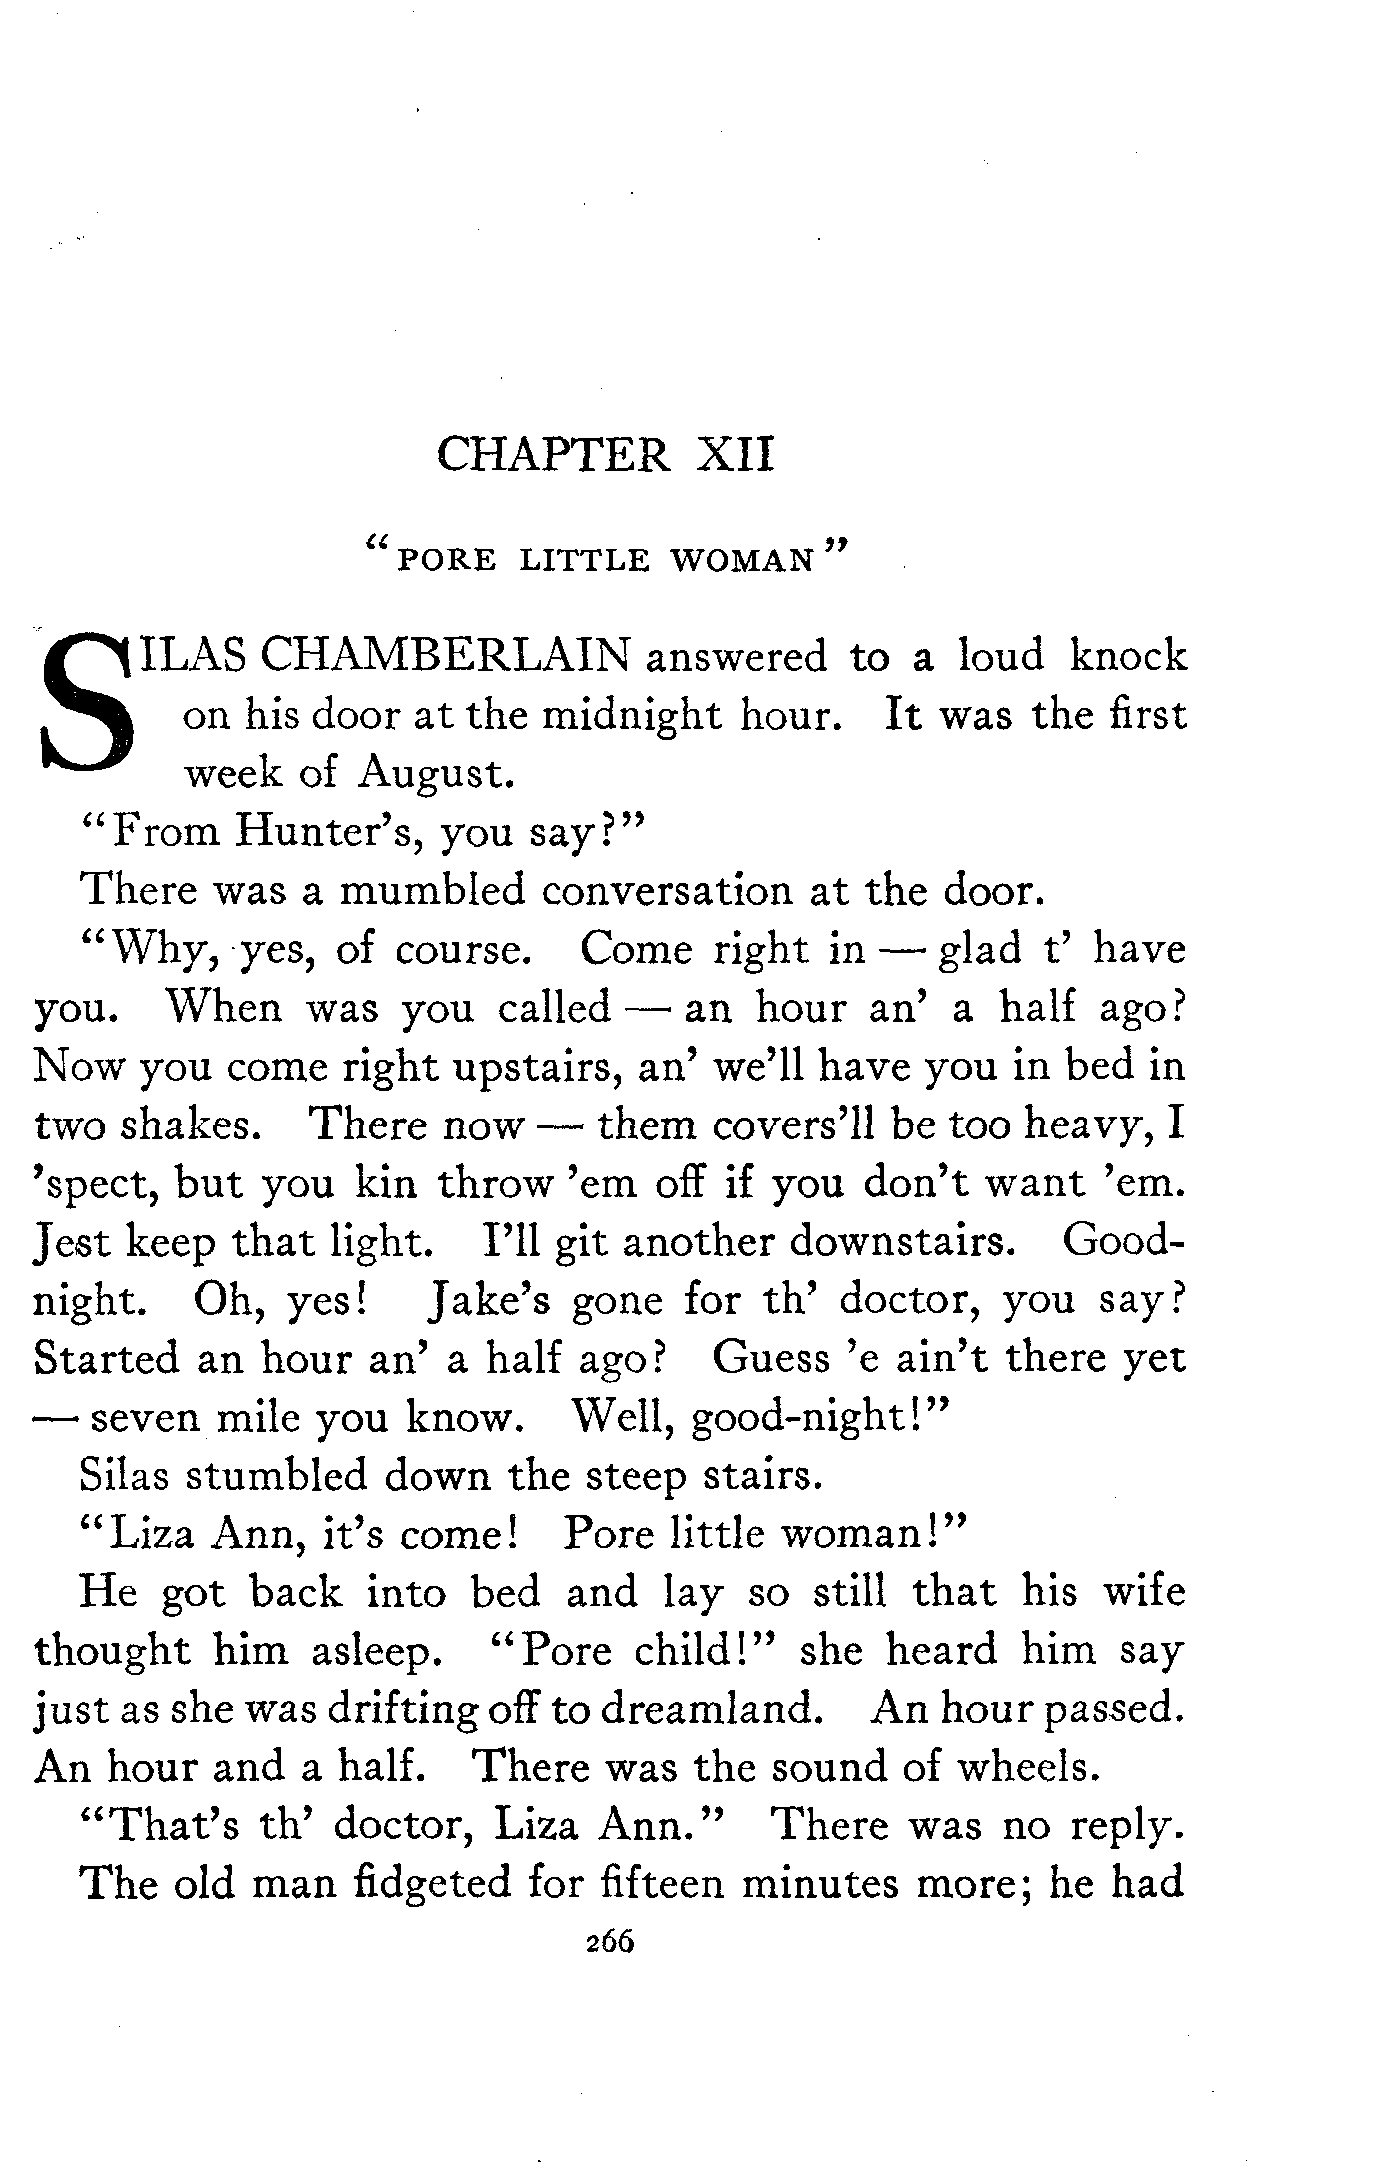 CHAPTER XII
"PORE LITTLE WOMAN"
SILAS CHAMBERLAIN answered to a loud knock
on his door at the midnight hour. It was the first
week of August.
"From Hunter's, you say?"
There was a mumbled conversation at the door.
"Why, yes, of course. Come right in — glad t' have
you. When was you called — an hour an' a half ago?
Now you come right upstairs, an' we'll have you in bed in
two shakes. There now — them covers'll be too heavy, I
'spect, but you kin throw 'em off if you don't want 'em.
Jest keep that light. I'll git another downstairs. Good-
night. Oh, yes! Jake's gone for th' doctor, you say?
Started an hour an' a half ago? Guess 'e ain't there yet
— seven mile you know. Well, good-night!"
Silas stumbled down the steep stairs.
"Liza Ann, it's come! Pore little woman!"
He got back into bed and lay so still that his wife
thought him asleep. "Pore child!" she heard him say
just as she was drifting off to dreamland. An hour passed.
An hour and a half. There was the sound of wheels.
"That's th' doctor, Liza Ann." There was no reply.
The old man fidgeted for fifteen minutes more; he had
266